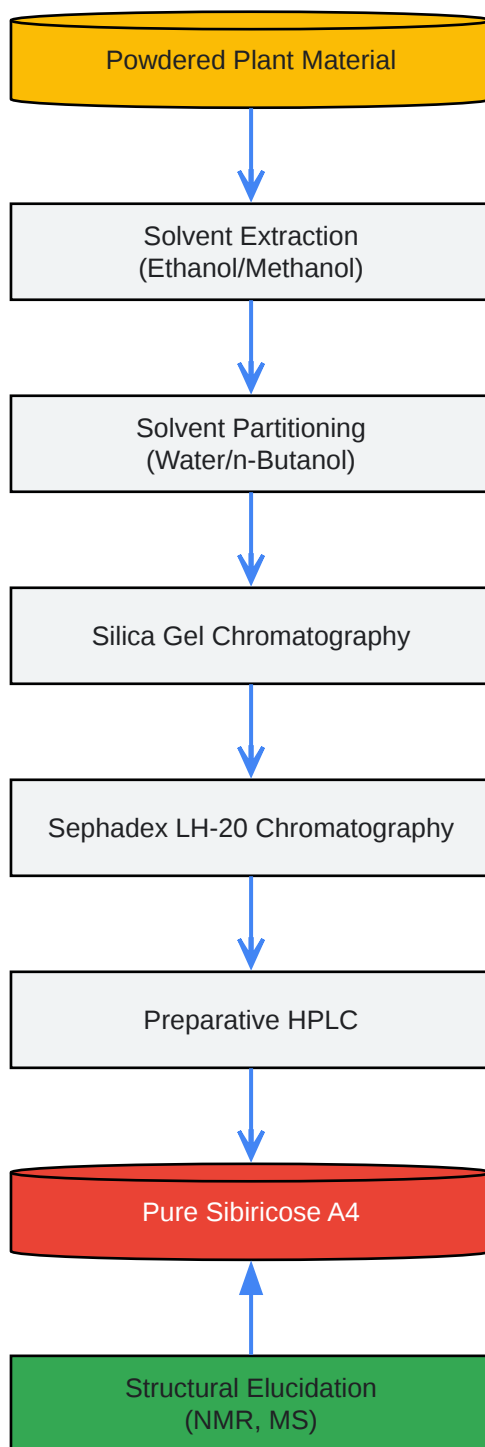 Powdered Plant Material
Solvent Extraction
(Ethanol/Methanol)
Solvent Partitioning
(Water/n-Butanol)
Silica Gel Chromatography
Sephadex LH-20 Chromatography
Preparative HPLC
Pure Sibiricose A4
Structural Elucidation
(NMR, MS)